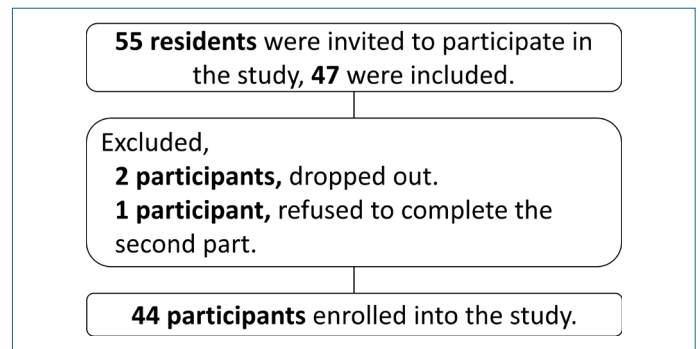 55 residents were invited to participate in
the study, 47 were included.
Excluded,
2 participants, dropped out.
1 participant, refused to complete the
second part.
44 participants enrolled into the study.